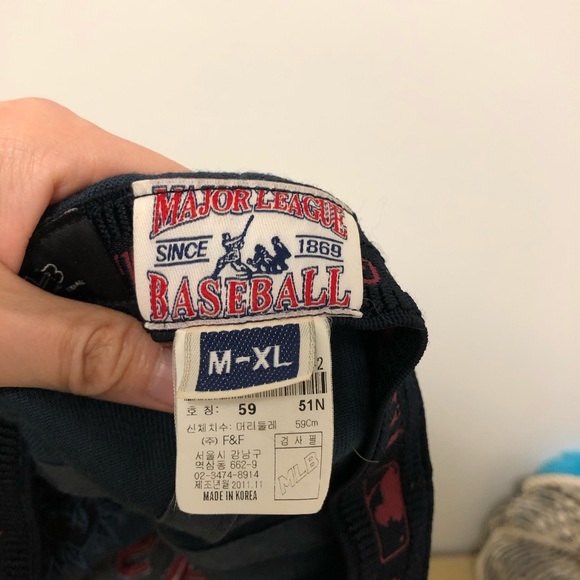 MAJOR LEAGUE
SINCE 1869
BASEBALL
M-XL
2
호 칭: 59 51N
신체치수: 머리둘레 59Cm
(주) F&F
검 사 필
서울시 강남구
역삼동 662-9
MLB
02-3474-8914
제조년월 2011.11
MADE IN KOREA